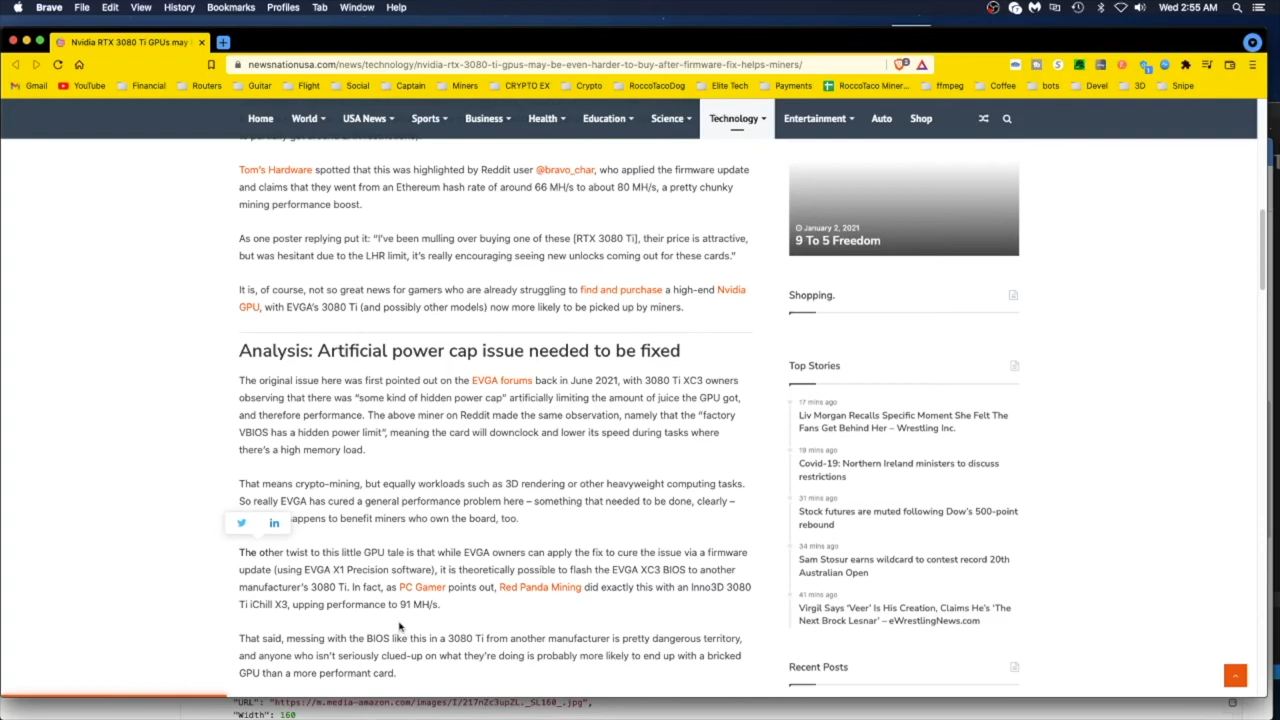 Brave File Edit View History Bookmarks Profiles Tab Window Help Wed 2:55 AM
Nvidia RTX 3080 Ti GPUs may
newsnationusa.com/news/technology/nvidia-rtx-3080-ti-gpus-may-be-even-harder-to-buy-after-firmware-fix-helps-miners/
Gmail YouTube Financial Routers Guitar Flight Social Captain Miners CRYPTO EX Crypto RoccoTacoDog Elite Tech Payments RoccoTaco Miner... ffmpeg Coffee bots Devel 3D Snipe
Home World USA News Sports Business Health Education Science Technology Entertainment Auto Shop
Tom's Hardware spotted that this was highlighted by Reddit user @bravo_char, who applied the firmware update
and claims that they went from an Ethereum hash rate of around 66 MH/s to about 80 MH/s, a pretty chunky
mining performance boost.
As one poster replying put it: “I've been mulling over buying one of these [RTX 3080 Ti], their price is attractive,
but was hesitant due to the LHR limit, it's really encouraging seeing new unlocks coming out for these cards.”
It is, of course, not so great news for gamers who are already struggling to find and purchase a high-end Nvidia
GPU, with EVGA's 3080 Ti (and possibly other models) now more likely to be picked up by miners.
Analysis: Artificial power cap issue needed to be fixed
The original issue here was first pointed out on the EVGA forums back in June 2021, with 3080 Ti XC3 owners
observing that there was “some kind of hidden power cap” artificially limiting the amount of juice the GPU got,
and therefore performance. The above miner on Reddit made the same observation, namely that the “factory
VBIOS has a hidden power limit”, meaning the card will downclock and lower its speed during tasks where
there's a high memory load.
That means crypto-mining, but equally workloads such as 3D rendering or other heavyweight computing tasks.
So really EVGA has cured a general performance problem here – something that needed to be done, clearly –
appens to benefit miners who own the board, too.
The other twist to this little GPU tale is that while EVGA owners can apply the fix to cure the issue via a firmware
update (using EVGA X1 Precision software), it is theoretically possible to flash the EVGA XC3 BIOS to another
manufacturer's 3080 Ti. In fact, as PC Gamer points out, Red Panda Mining did exactly this with an Inno3D 3080
Ti iChill X3, upping performance to 91 MH/s.
That said, messing with the BIOS like this in a 3080 Ti from another manufacturer is pretty dangerous territory,
and anyone who isn't seriously clued-up on what they're doing is probably more likely to end up with a bricked
GPU than a more performant card.
January 2, 2021
9 To 5 Freedom
Shopping.
Top Stories
17 mins ago
Liv Morgan Recalls Specific Moment She Felt The
Fans Get Behind Her – Wrestling Inc.
19 mins ago
Covid-19: Northern Ireland ministers to discuss
restrictions
31 mins ago
Stock futures are muted following Dow's 500-point
rebound
34 mins ago
Sam Stosur earns wildcard to contest record 20th
Australian Open
41 mins ago
Virgil Says 'Veer' Is His Creation, Claims He's 'The
Next Brock Lesnar' – eWrestlingNews.com
Recent Posts
"URL": "https://m.media-amazon.com/images/I/217nZc3upZL._SL160_.jpg",
"Width": 160